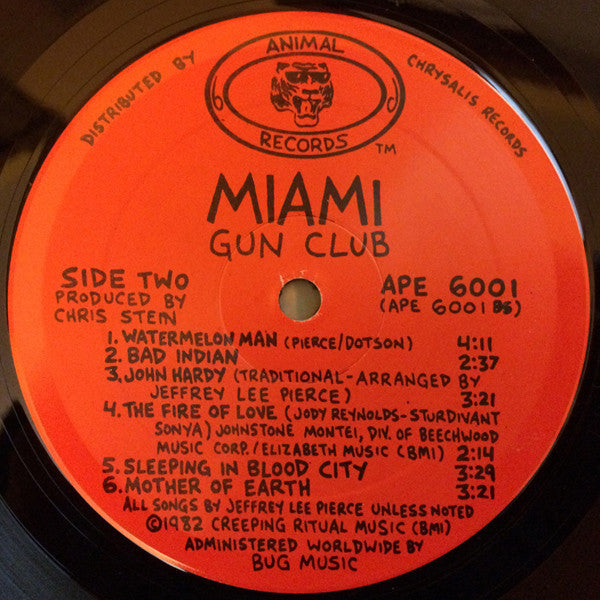 DISTRIBUTED BY
ANIMAL
RECORDS
TM
CHRYSALIS RECORDS
MIAMI
GUN CLUB
SIDE TWO
PRODUCED BY
CHRIS STEIN
APE 6001
(APE 6001 BS)
1. WATERMELON MAN (PIERCE/DOTSON) 4:11
2. BAD INDIAN 2:37
3. JOHN HARDY (TRADITIONAL-ARRANGED BY
JEFFREY LEE PIERCE) 3:21
4. THE FIRE OF LOVE (JODY REYNOLDS-STURDIVANT
SONYA) JOHNSTONE MONTEI, DIV. OF BEECHWOOD
MUSIC CORP./ELIZABETH MUSIC (BMI) 2:14
5. SLEEPING IN BLOOD CITY 3:29
6. MOTHER OF EARTH 3:21
ALL SONGS BY JEFFREY LEE PIERCE UNLESS NOTED
©1982 CREEPING RITUAL MUSIC (BMI)
ADMINISTERED WORLDWIDE BY
BUG MUSIC